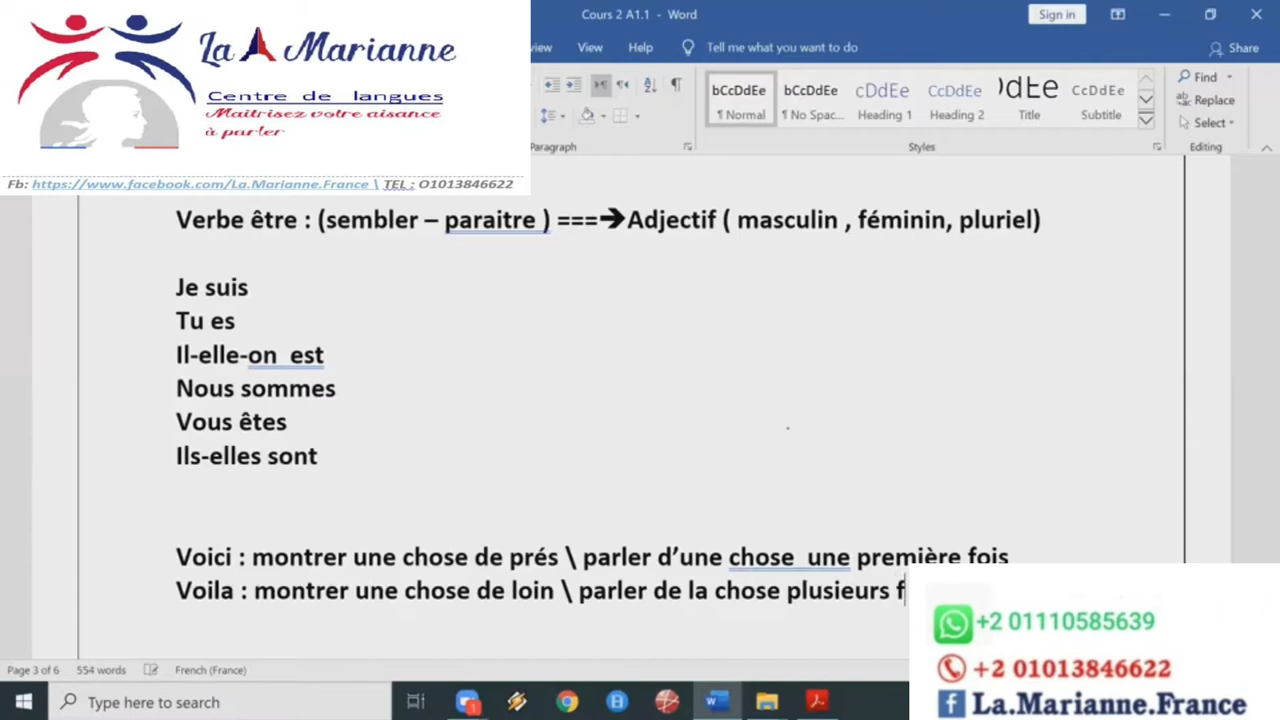 La Marianne
Centre de langues
Maitrisez votre aisance
à parler
Fb: https://www.facebook.com/La.Marianne.France \ TEL : O1013846622
Cours 2 A1.1 - Word
Sign in
View
Help
Tell me what you want to do
Share
bCcDdEe
¶ Normal
bCcDdEe
¶ No Spac...
cDdEe
Heading 1
CcDdEe
Heading 2
Title
CcDdEe
Subtitle
Find
Replace
Select
Paragraph
Styles
Editing
Verbe être : (sembler – paraitre ) ===➔Adjectif ( masculin , féminin, pluriel)
Je suis
Tu es
Il-elle-on est
Nous sommes
Vous êtes
Ils-elles sont
Voici : montrer une chose de prés \ parler d’une chose une première fois
Voila : montrer une chose de loin \ parler de la chose plusieurs f
+2 01110585639
+2 01013846622
La.Marianne.France
Page 3 of 6
554 words
French (France)
Type here to search